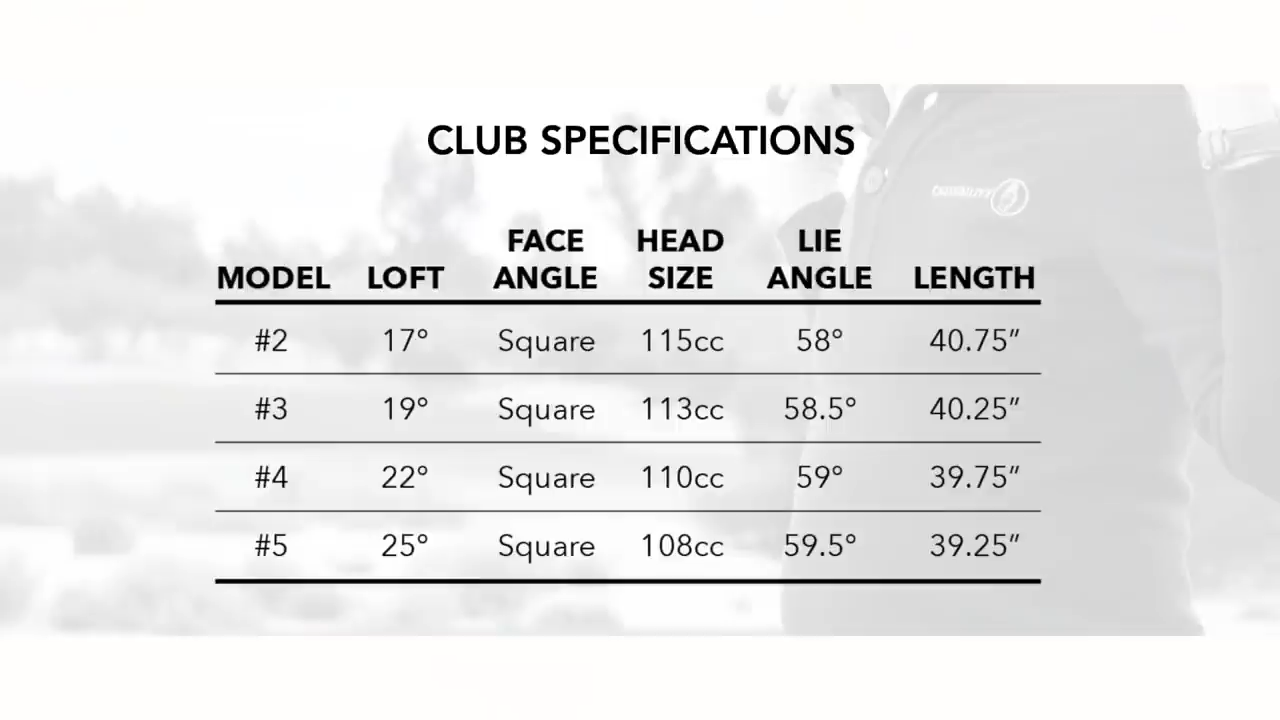 CLUB SPECIFICATIONS
MODEL LOFT FACE ANGLE HEAD SIZE LIE ANGLE LENGTH
#2 17° Square 115cc 58° 40.75”
#3 19° Square 113cc 58.5° 40.25”
#4 22° Square 110cc 59° 39.75”
#5 25° Square 108cc 59.5° 39.25”